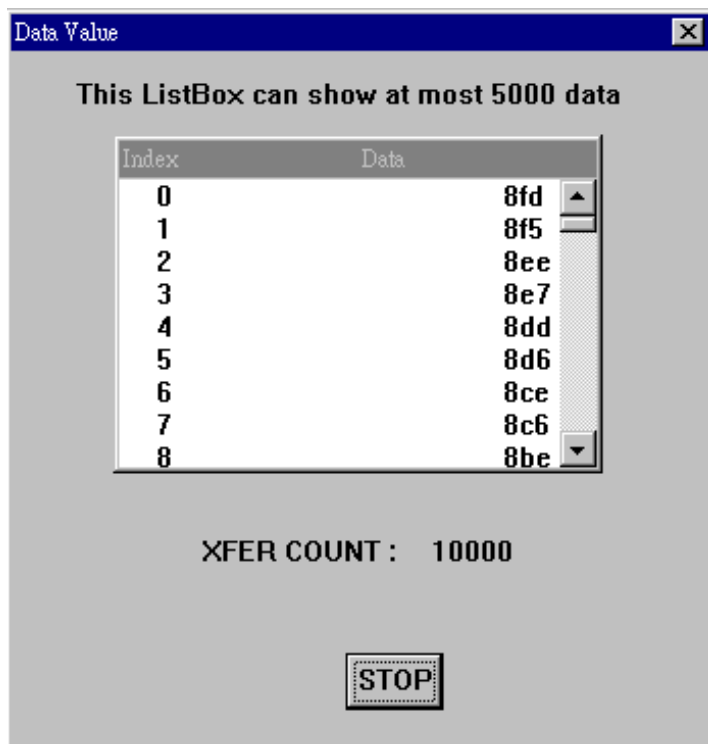 Data Value
This ListBox can show at most 5000 data
Index Data
0 8fd
1 8f5
2 8ee
3 8e7
4 8dd
5 8d6
6 8ce
7 8c6
8 8be
XFER COUNT : 10000
STOP